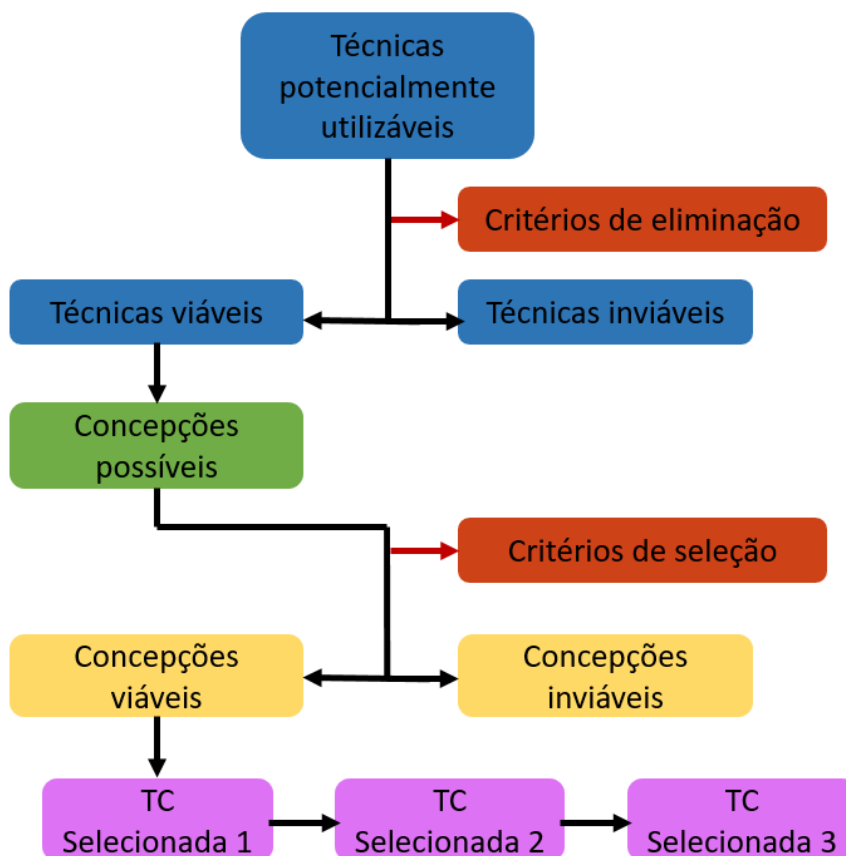 Técnicas
potencialmente
utilizáveis
Critérios de eliminação
Técnicas viáveis
Técnicas inviáveis
Concepções
possíveis
Critérios de seleção
Concepções
viáveis
Concepções
inviáveis
TC
Selecionada 1
TC
Selecionada 2
TC
Selecionada 3